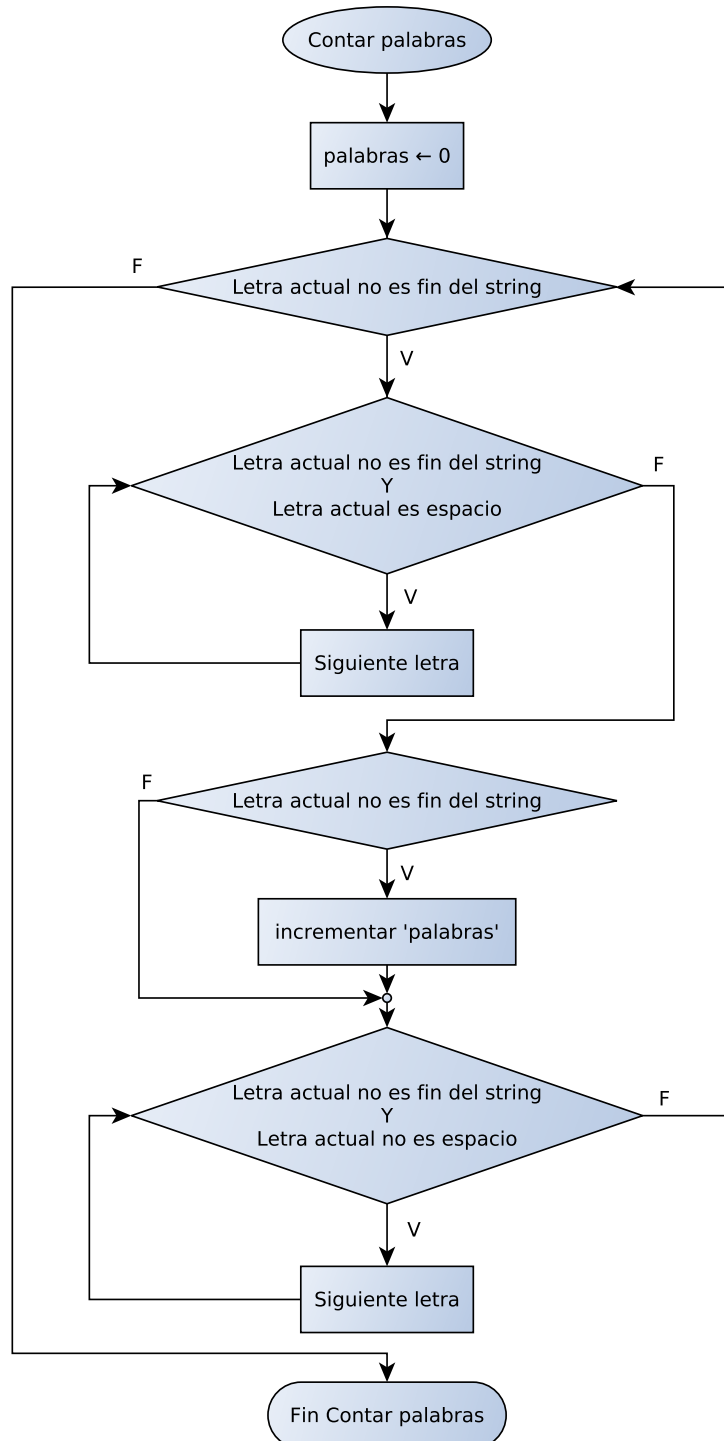 Contar palabras
palabras ← 0
F
Letra actual no es fin del string
V
Letra actual no es fin del string
Y
Letra actual es espacio
F
V
Siguiente letra
F
Letra actual no es fin del string
V
incrementar 'palabras'
Letra actual no es fin del string
Y
Letra actual no es espacio
F
V
Siguiente letra
Fin Contar palabras